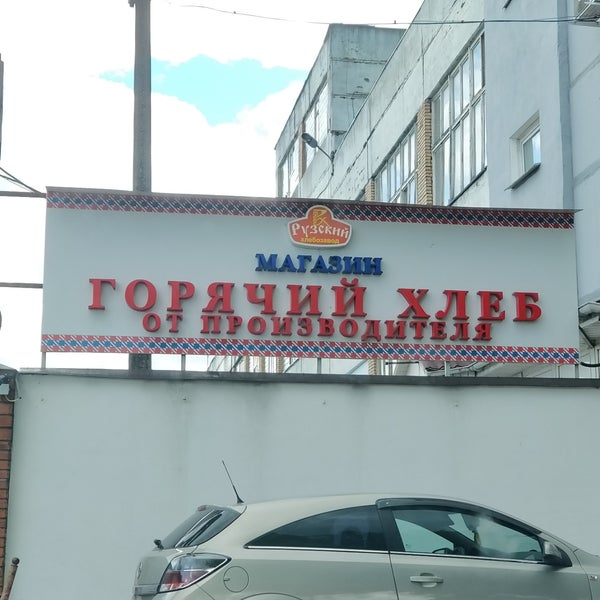 Рузский
хлебозавод
МАГАЗИН
ГОРЯЧИЙ ХЛЕБ
ОТ ПРОИЗВОДИТЕЛЯ